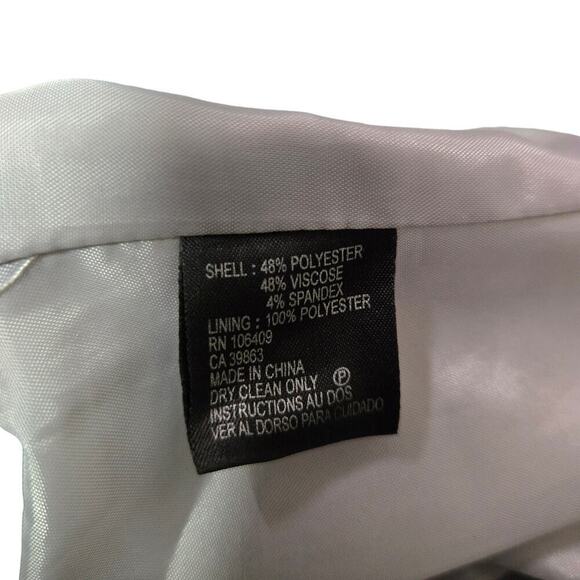 SHELL : 48% POLYESTER
48% VISCOSE
4% SPANDEX
LINING : 100% POLYESTER
RN 106409
CA 39863
MADE IN CHINA
DRY CLEAN ONLY Ⓟ
INSTRUCTIONS AU DOS
VER AL DORSO PARA CUIDADO